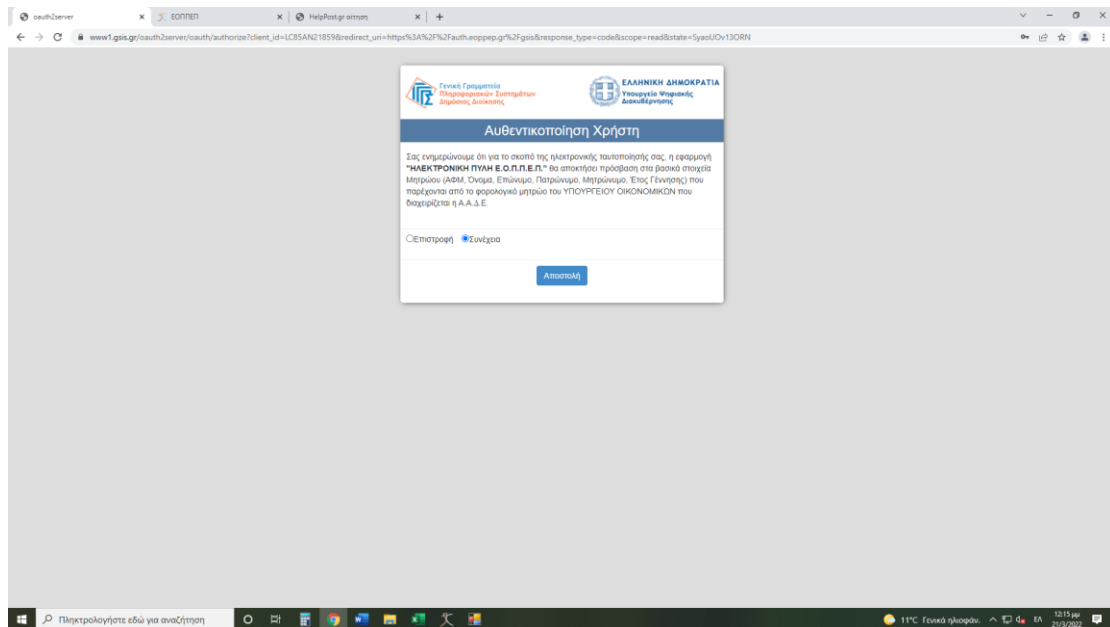 oauth2server
ΕΟΠΠΕΠ
HelpPost.gr αίτηση
www1.gsis.gr/oauth2server/oauth/authorize?client_id=LC85AN21859&redirect_uri=https%3A%2F%2Fauth.eoppep.gr%2Fgsis&response_type=code&scope=read&state=SyaoUOv13ORN
Γενική Γραμματεία
Πληροφοριακών Συστημάτων
Δημόσιας Διοίκησης
ΕΛΛΗΝΙΚΗ ΔΗΜΟΚΡΑΤΙΑ
Υπουργείο Ψηφιακής
Διακυβέρνησης
Αυθεντικοποίηση Χρήστη
Σας ενημερώνουμε ότι για το σκοπό της ηλεκτρονικής ταυτοποίησής σας, η εφαρμογή
"ΗΛΕΚΤΡΟΝΙΚΗ ΠΥΛΗ Ε.Ο.Π.Π.Ε.Π." θα αποκτήσει πρόσβαση στα βασικά στοιχεία
Μητρώου (ΑΦΜ, Όνομα, Επώνυμο, Πατρώνυμο, Μητρώνυμο, Έτος Γέννησης) που
παρέχονται από το φορολογικό μητρώο του ΥΠΟΥΡΓΕΙΟΥ ΟΙΚΟΝΟΜΙΚΩΝ που
διαχειρίζεται η Α.Α.Δ.Ε.
Επιστροφή Συνέχεια
Αποστολή
Πληκτρολογήστε εδώ για αναζήτηση
11°C Γενικά ηλιοφάν.
ΕΛ
12:15 μμ
21/3/2022